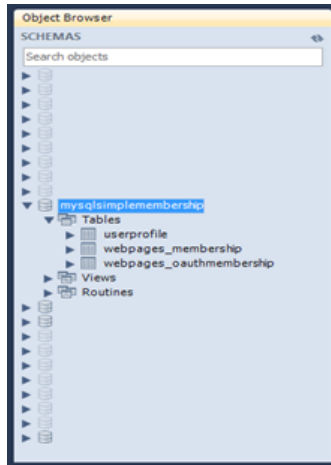 Object Browser
SCHEMAS
Search objects
mysqlsimplemembership
Tables
userprofile
webpages_membership
webpages_oauthmembership
Views
Routines